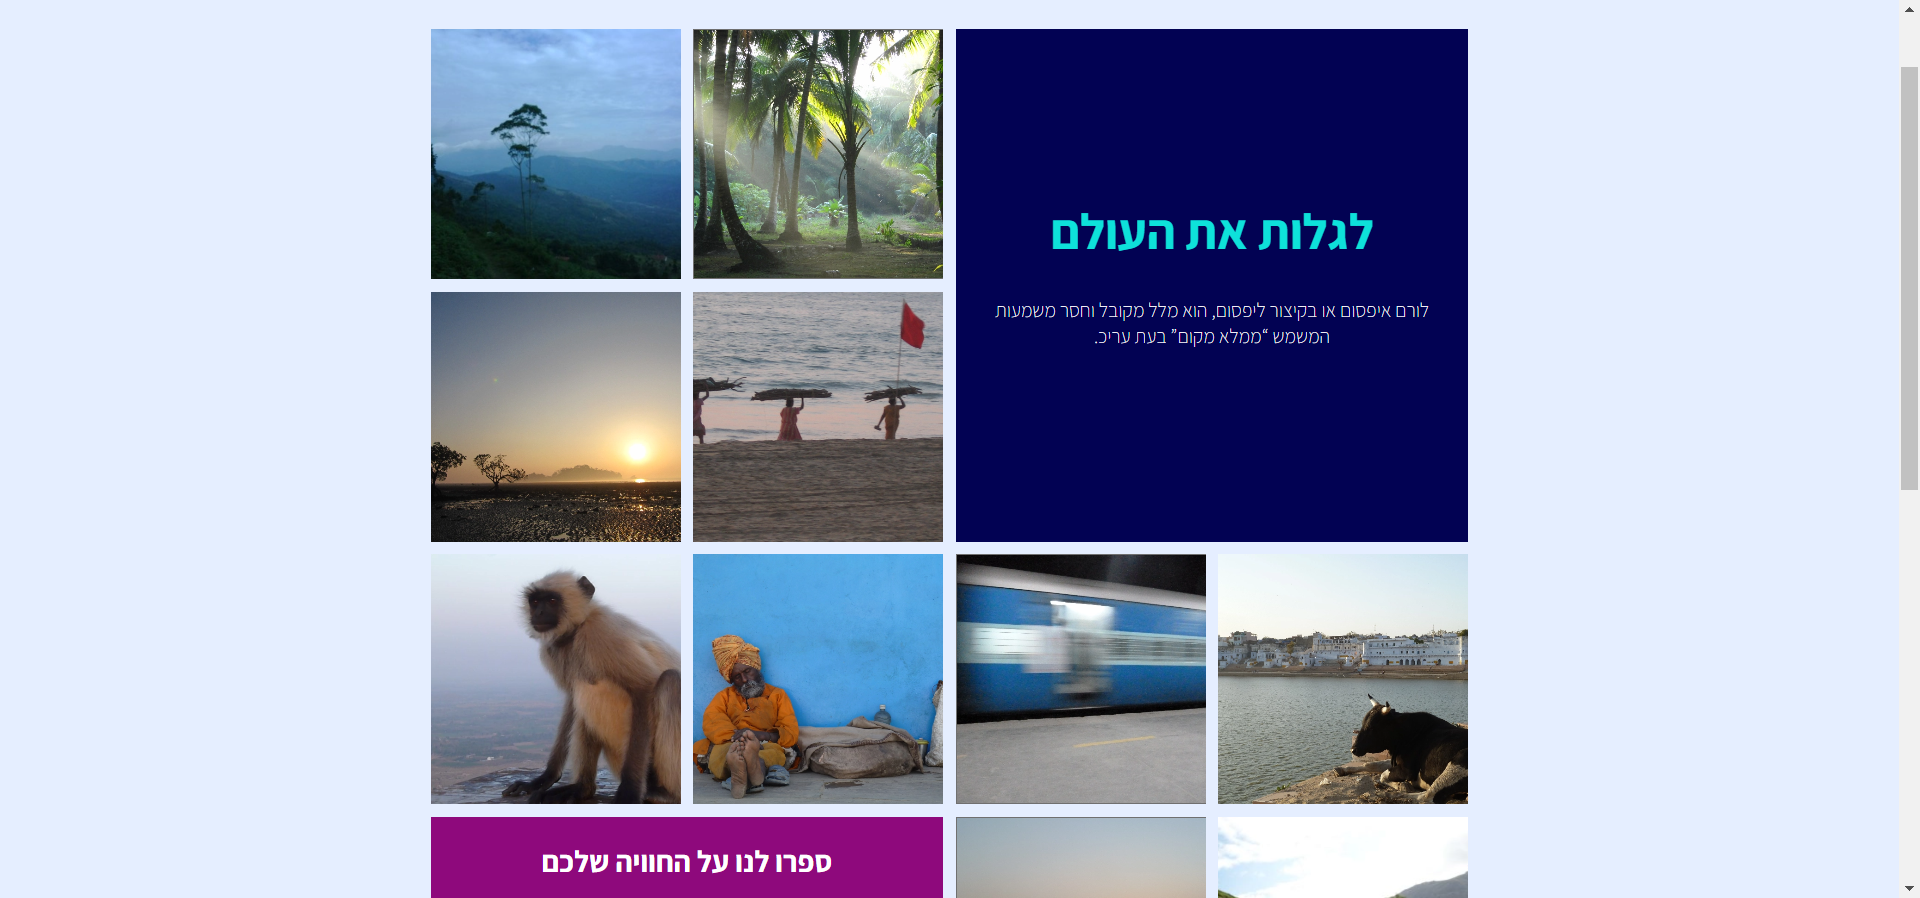 לגלות את העולם
לורם איפסום או בקיצור ליפסום, הוא מלל מקובל וחסר משמעות
המשמש “ממלא מקום” בעת עריכ.
ספרו לנו על החוויה שלכם